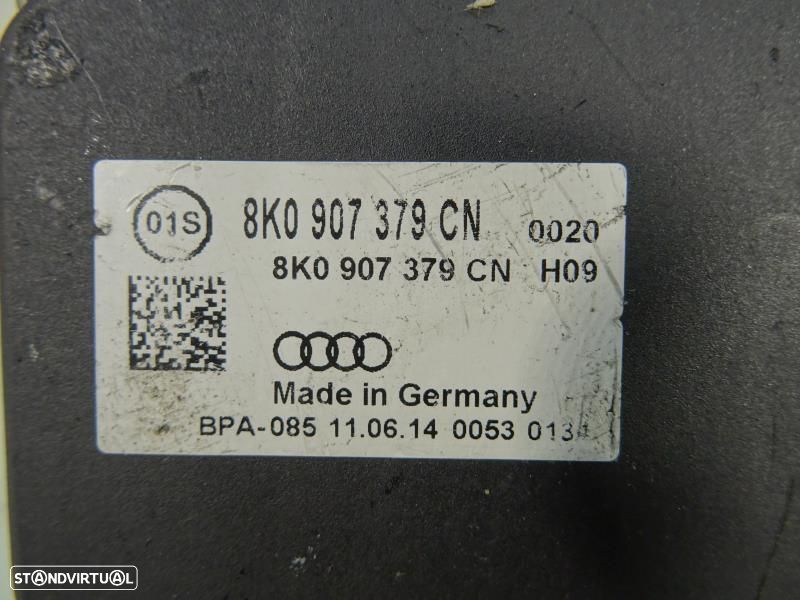 01S
8K0 907 379 CN 0020
8K0 907 379 CN H09
Made in Germany
BPA-085 11.06.14 0053
STANDVIRTUAL